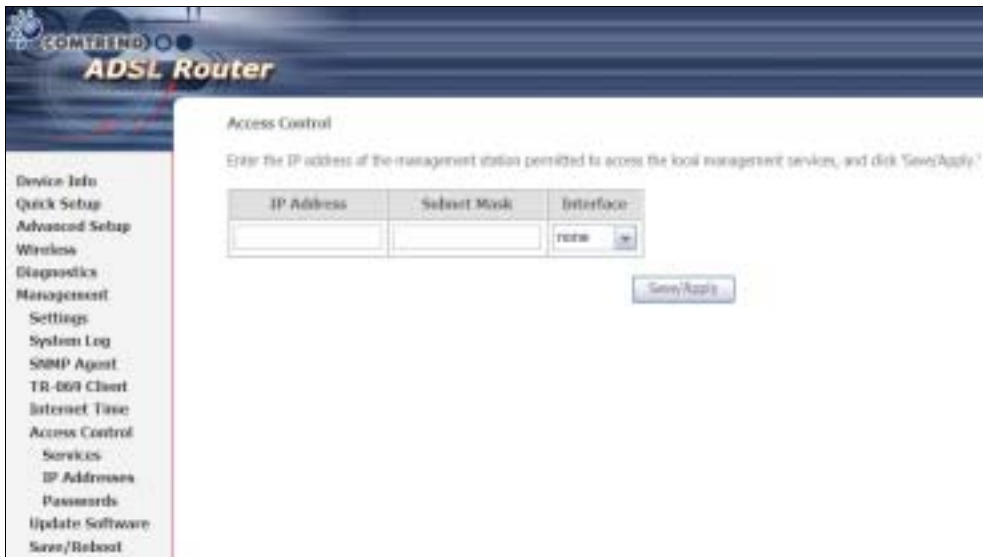 COMTREND
ADSL Router
Access Control
Enter the IP address of the management station permitted to access the local management services, and click 'Save/Apply.'
IP Address Subnet Mask Interface
none
Save/Apply
Device Info
Quick Setup
Advanced Setup
Wireless
Diagnostics
Management
Settings
System Log
SNMP Agent
TR-069 Client
Internet Time
Access Control
Services
IP Addresses
Passwords
Update Software
Save/Reboot